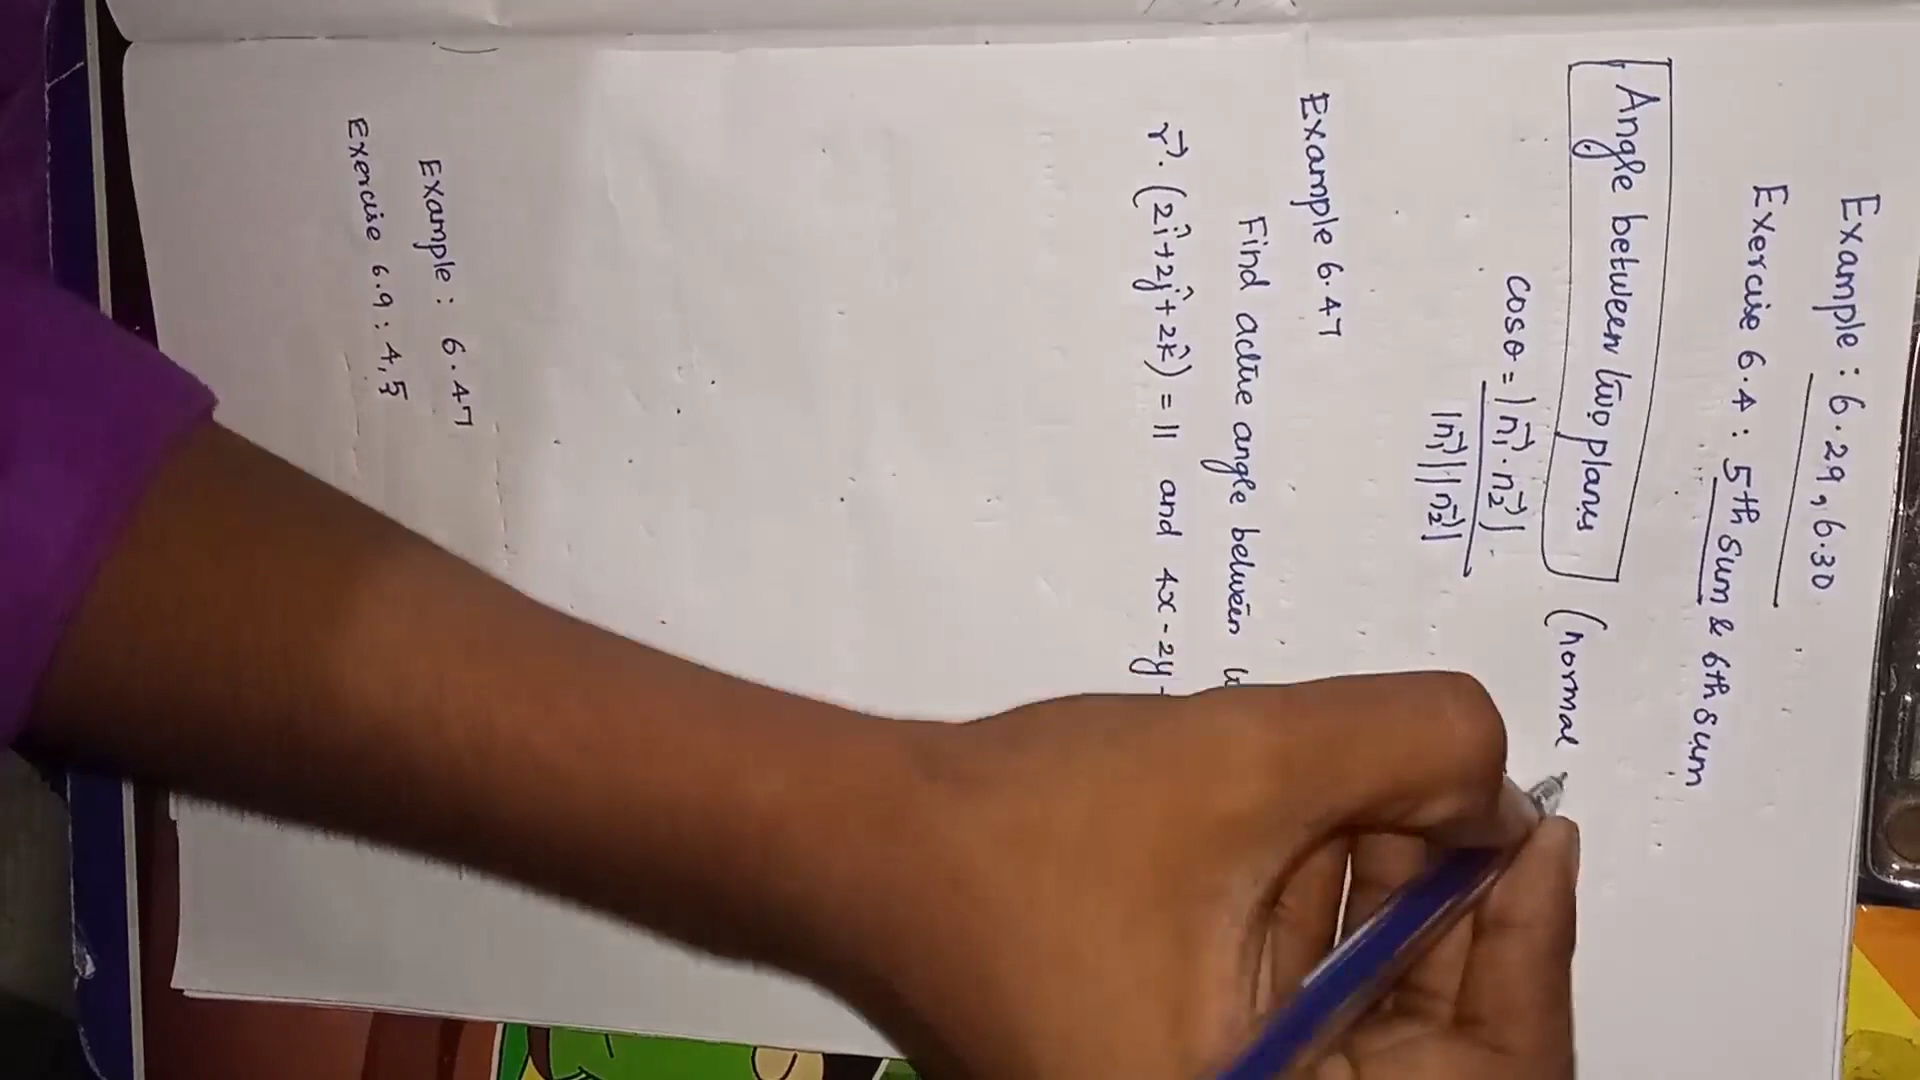 Example : 6.29, 6.30
Exercise 6.4 : 5th sum & 6th sum
Angle between two planes (normal
cosθ = |n₁⃗ · n₂⃗|
|n₁⃗| |n₂⃗|
Example 6.47
Find acute angle between
r⃗. (2î+2ĵ+2k̂) = 11 and 4x-2y
Example : 6.47
Exercise 6.9 : 4,5